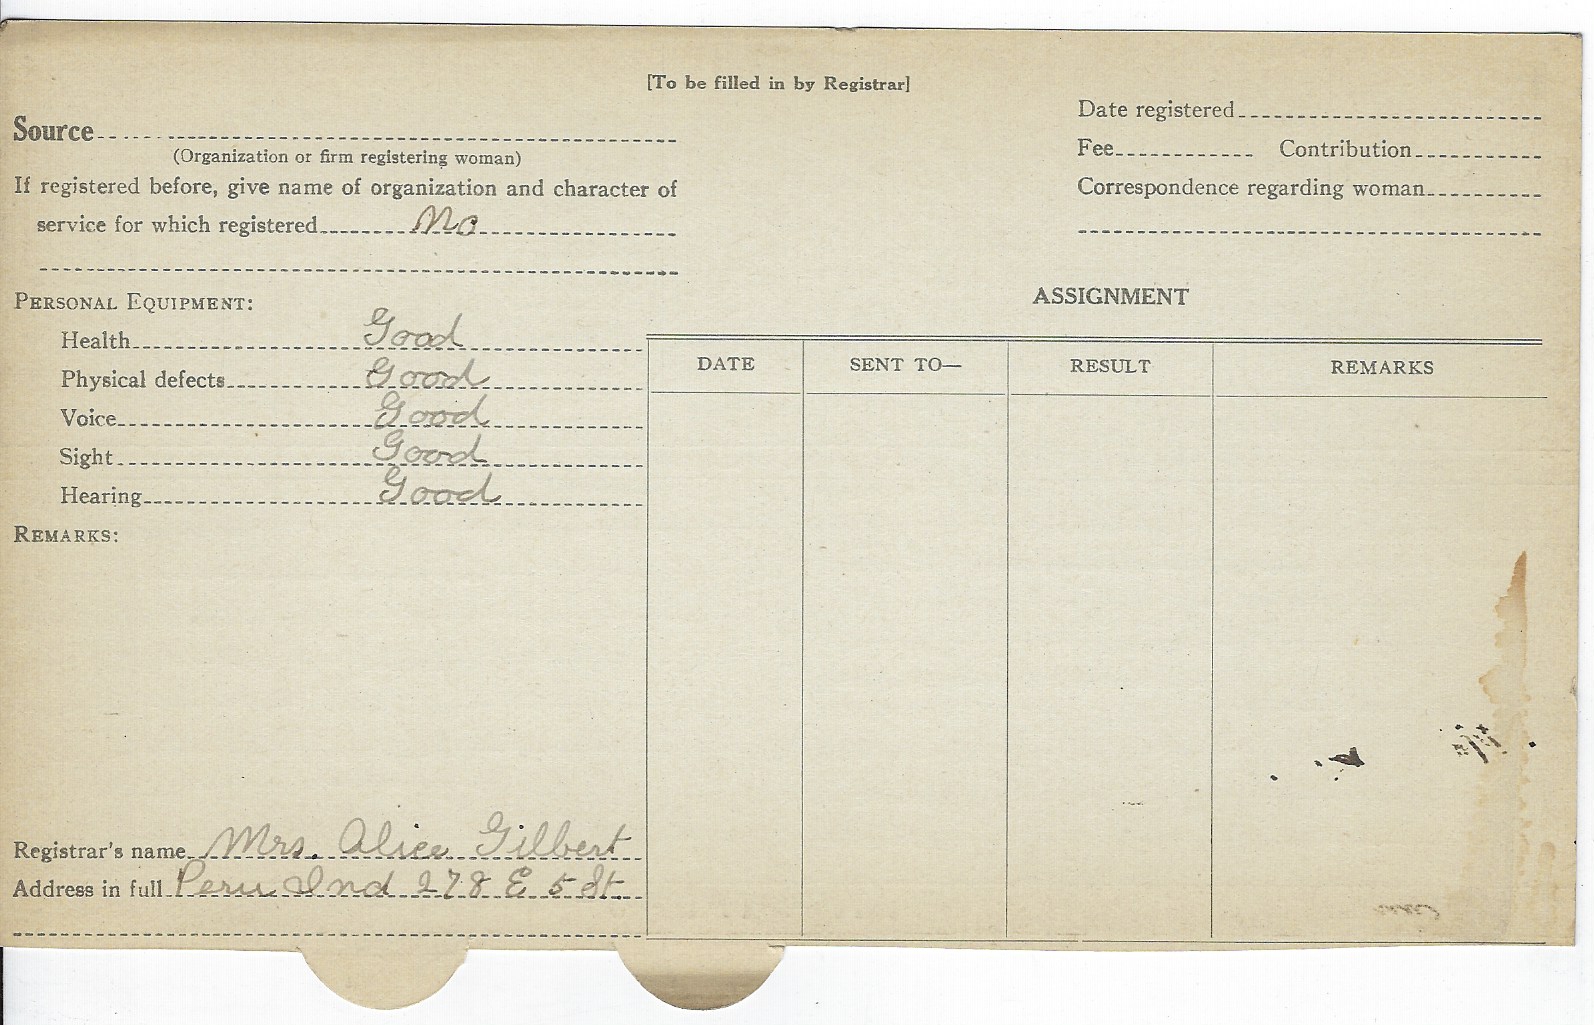 [To be filled in by Registrar]
Source
(Organization or firm registering woman)
If registered before, give name of organization and character of
service for which registered No
Date registered
Fee Contribution
Correspondence regarding woman
PERSONAL EQUIPMENT:
Health Good
Physical defects Good
Voice Good
Sight Good
Hearing Good
REMARKS:
ASSIGNMENT
DATE SENT TO— RESULT REMARKS
Registrar's name Mrs. Alice Gilbert
Address in full Peru Ind 278 E 5 St.